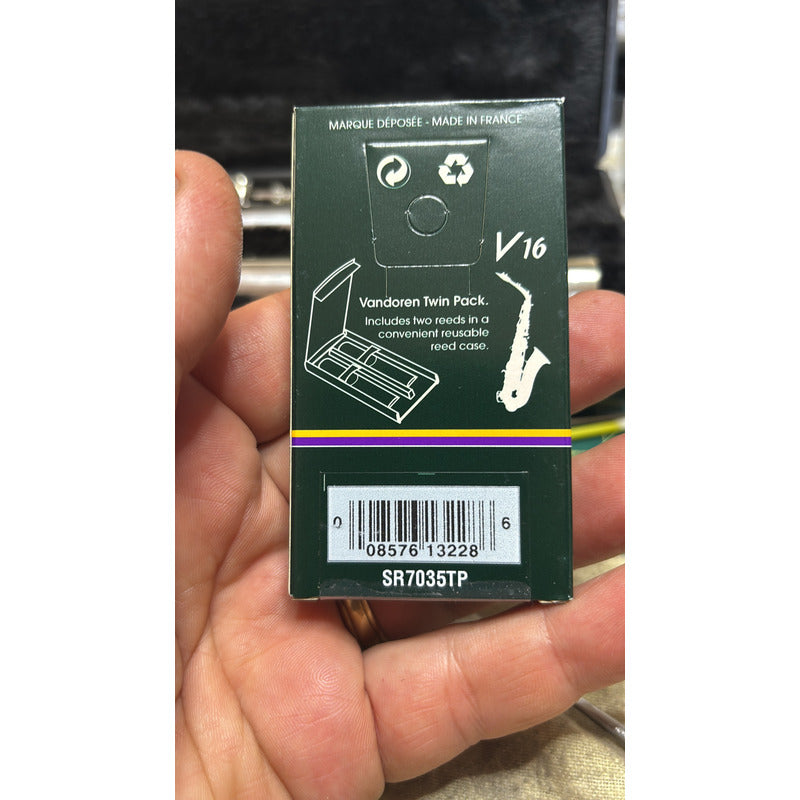 MARQUE DÉPOSÉE - MADE IN FRANCE
V16
Vandoren Twin Pack.
Includes two reeds in a
convenient reusable
reed case.
0 08576 13228 6
SR7035TP